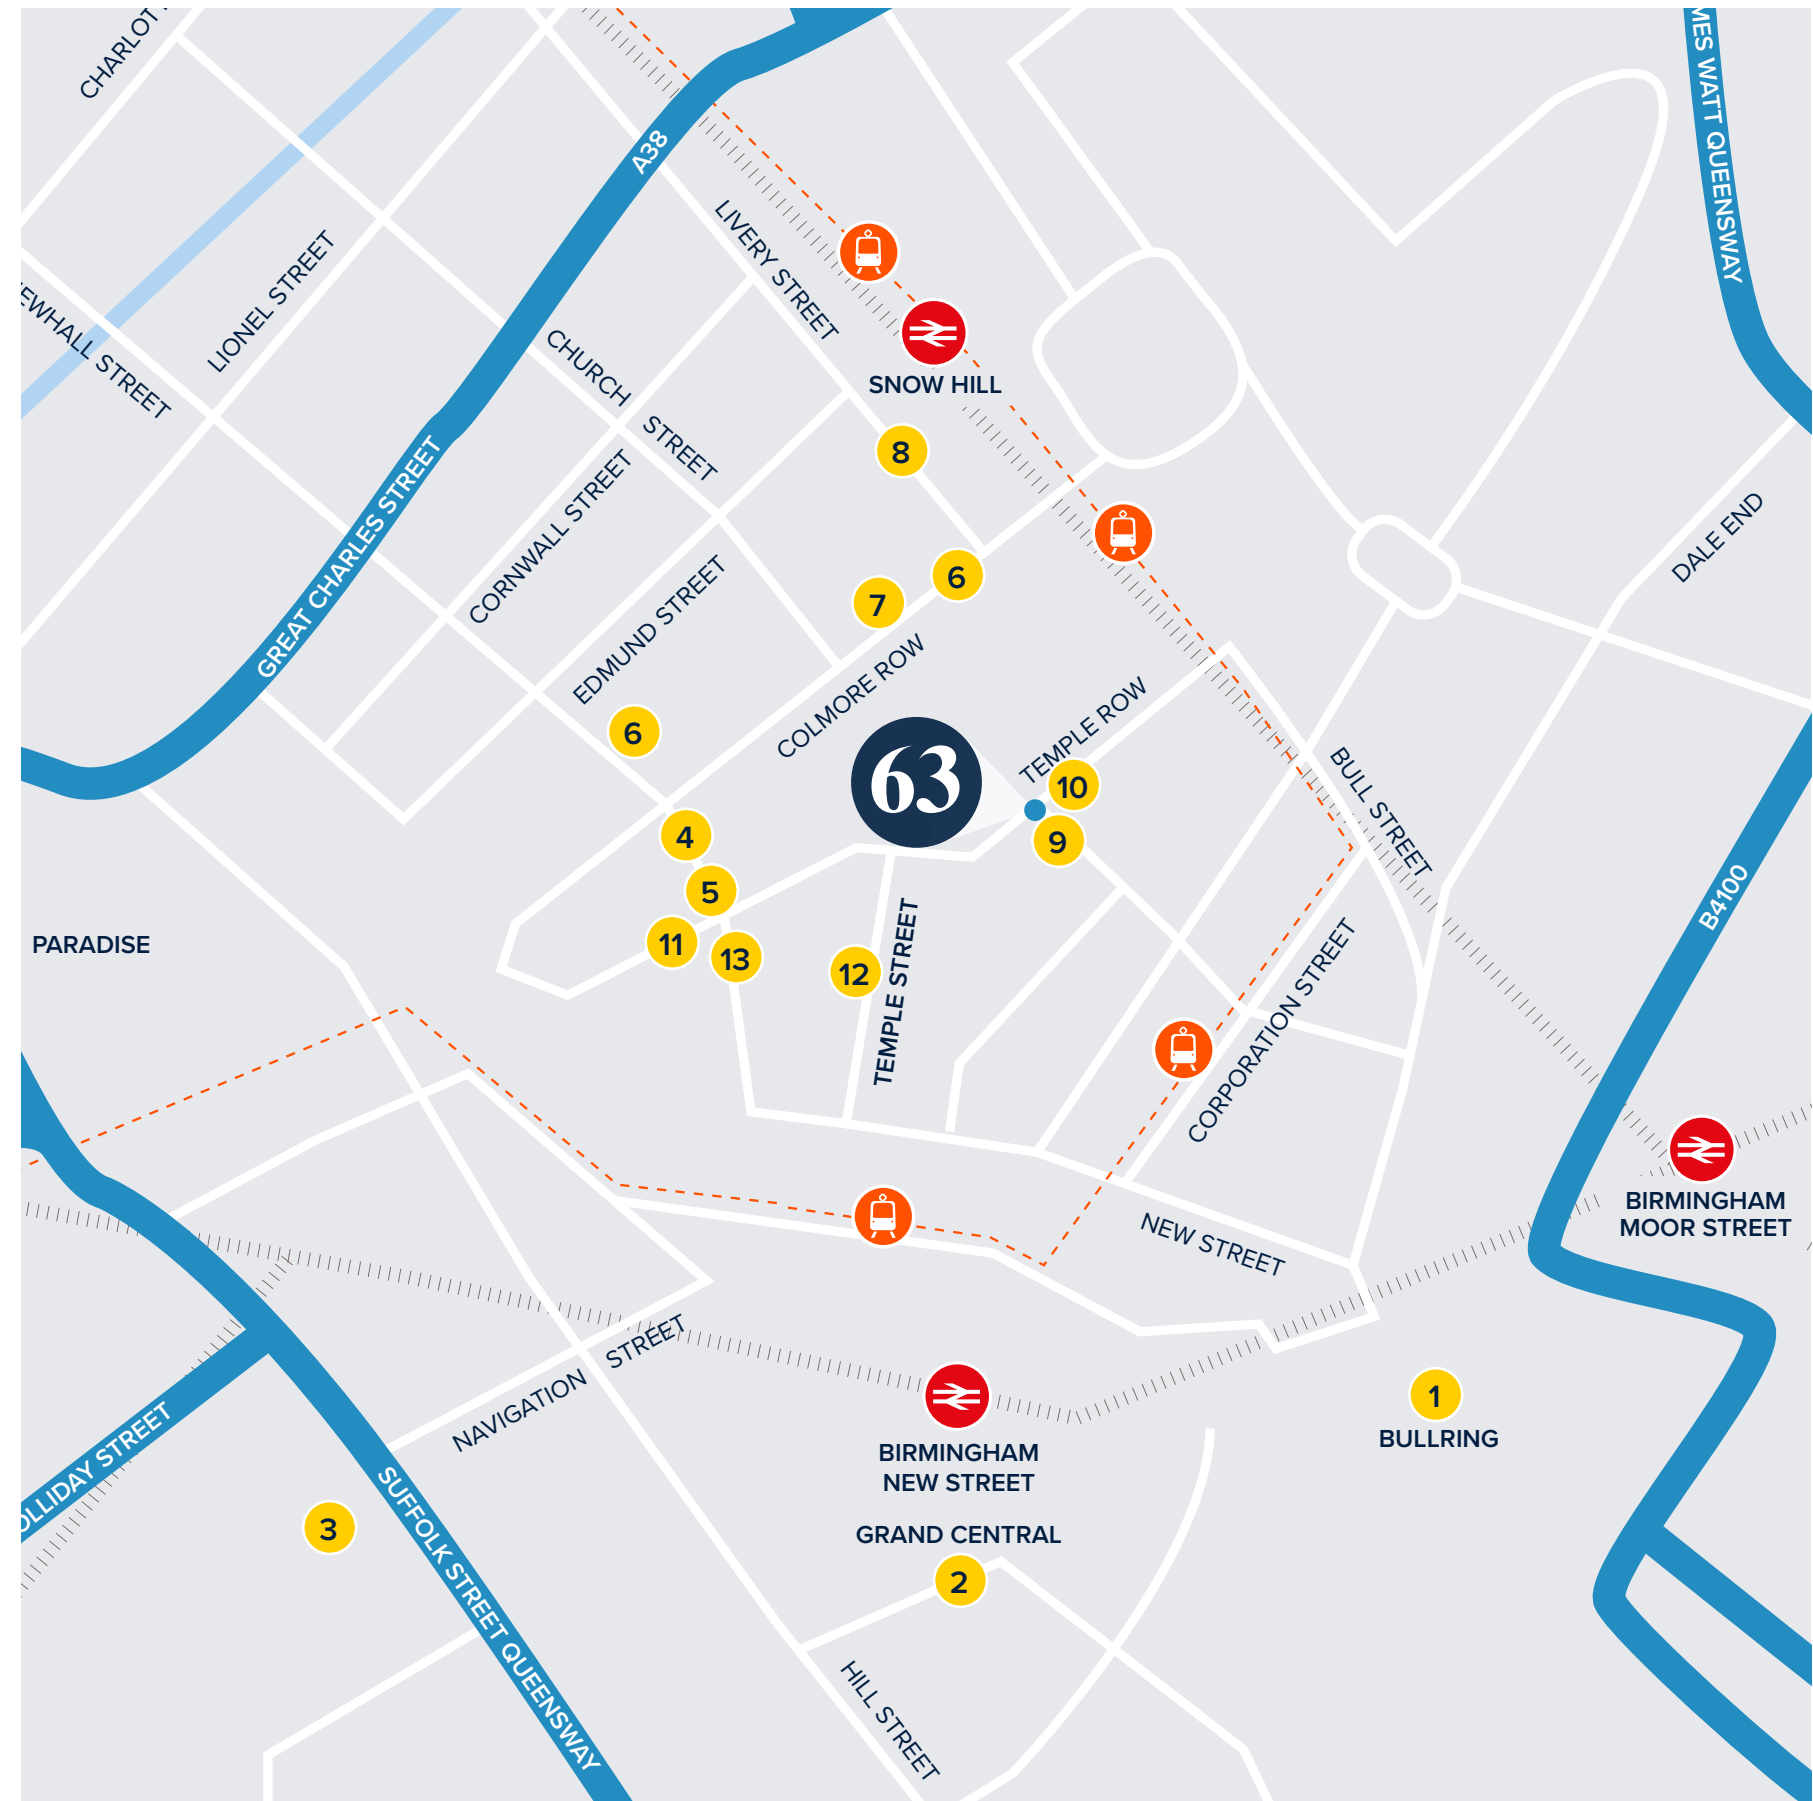 CHARLOT
A38
MES WATT QUEENSWAY
LIVERY STREET
LIONEL STREET
EWHALL STREET
CHURCH STREET
SNOW HILL
8
CORNWALL STREET
GREAT CHARLES STREET
DALE END
EDMUND STREET
6
7
COLMORE ROW
6
TEMPLE ROW
63
10
9
BULL STREET
4
5
B4100
PARADISE
11
13
12
TEMPLE STREET
CORPORATION STREET
BIRMINGHAM
MOOR STREET
NEW STREET
NAVIGATION STREET
1
BULLRING
BIRMINGHAM
NEW STREET
OLLIDAY STREET
3
SUFFOLK STREET QUEENSWAY
GRAND CENTRAL
2
HILL STREET